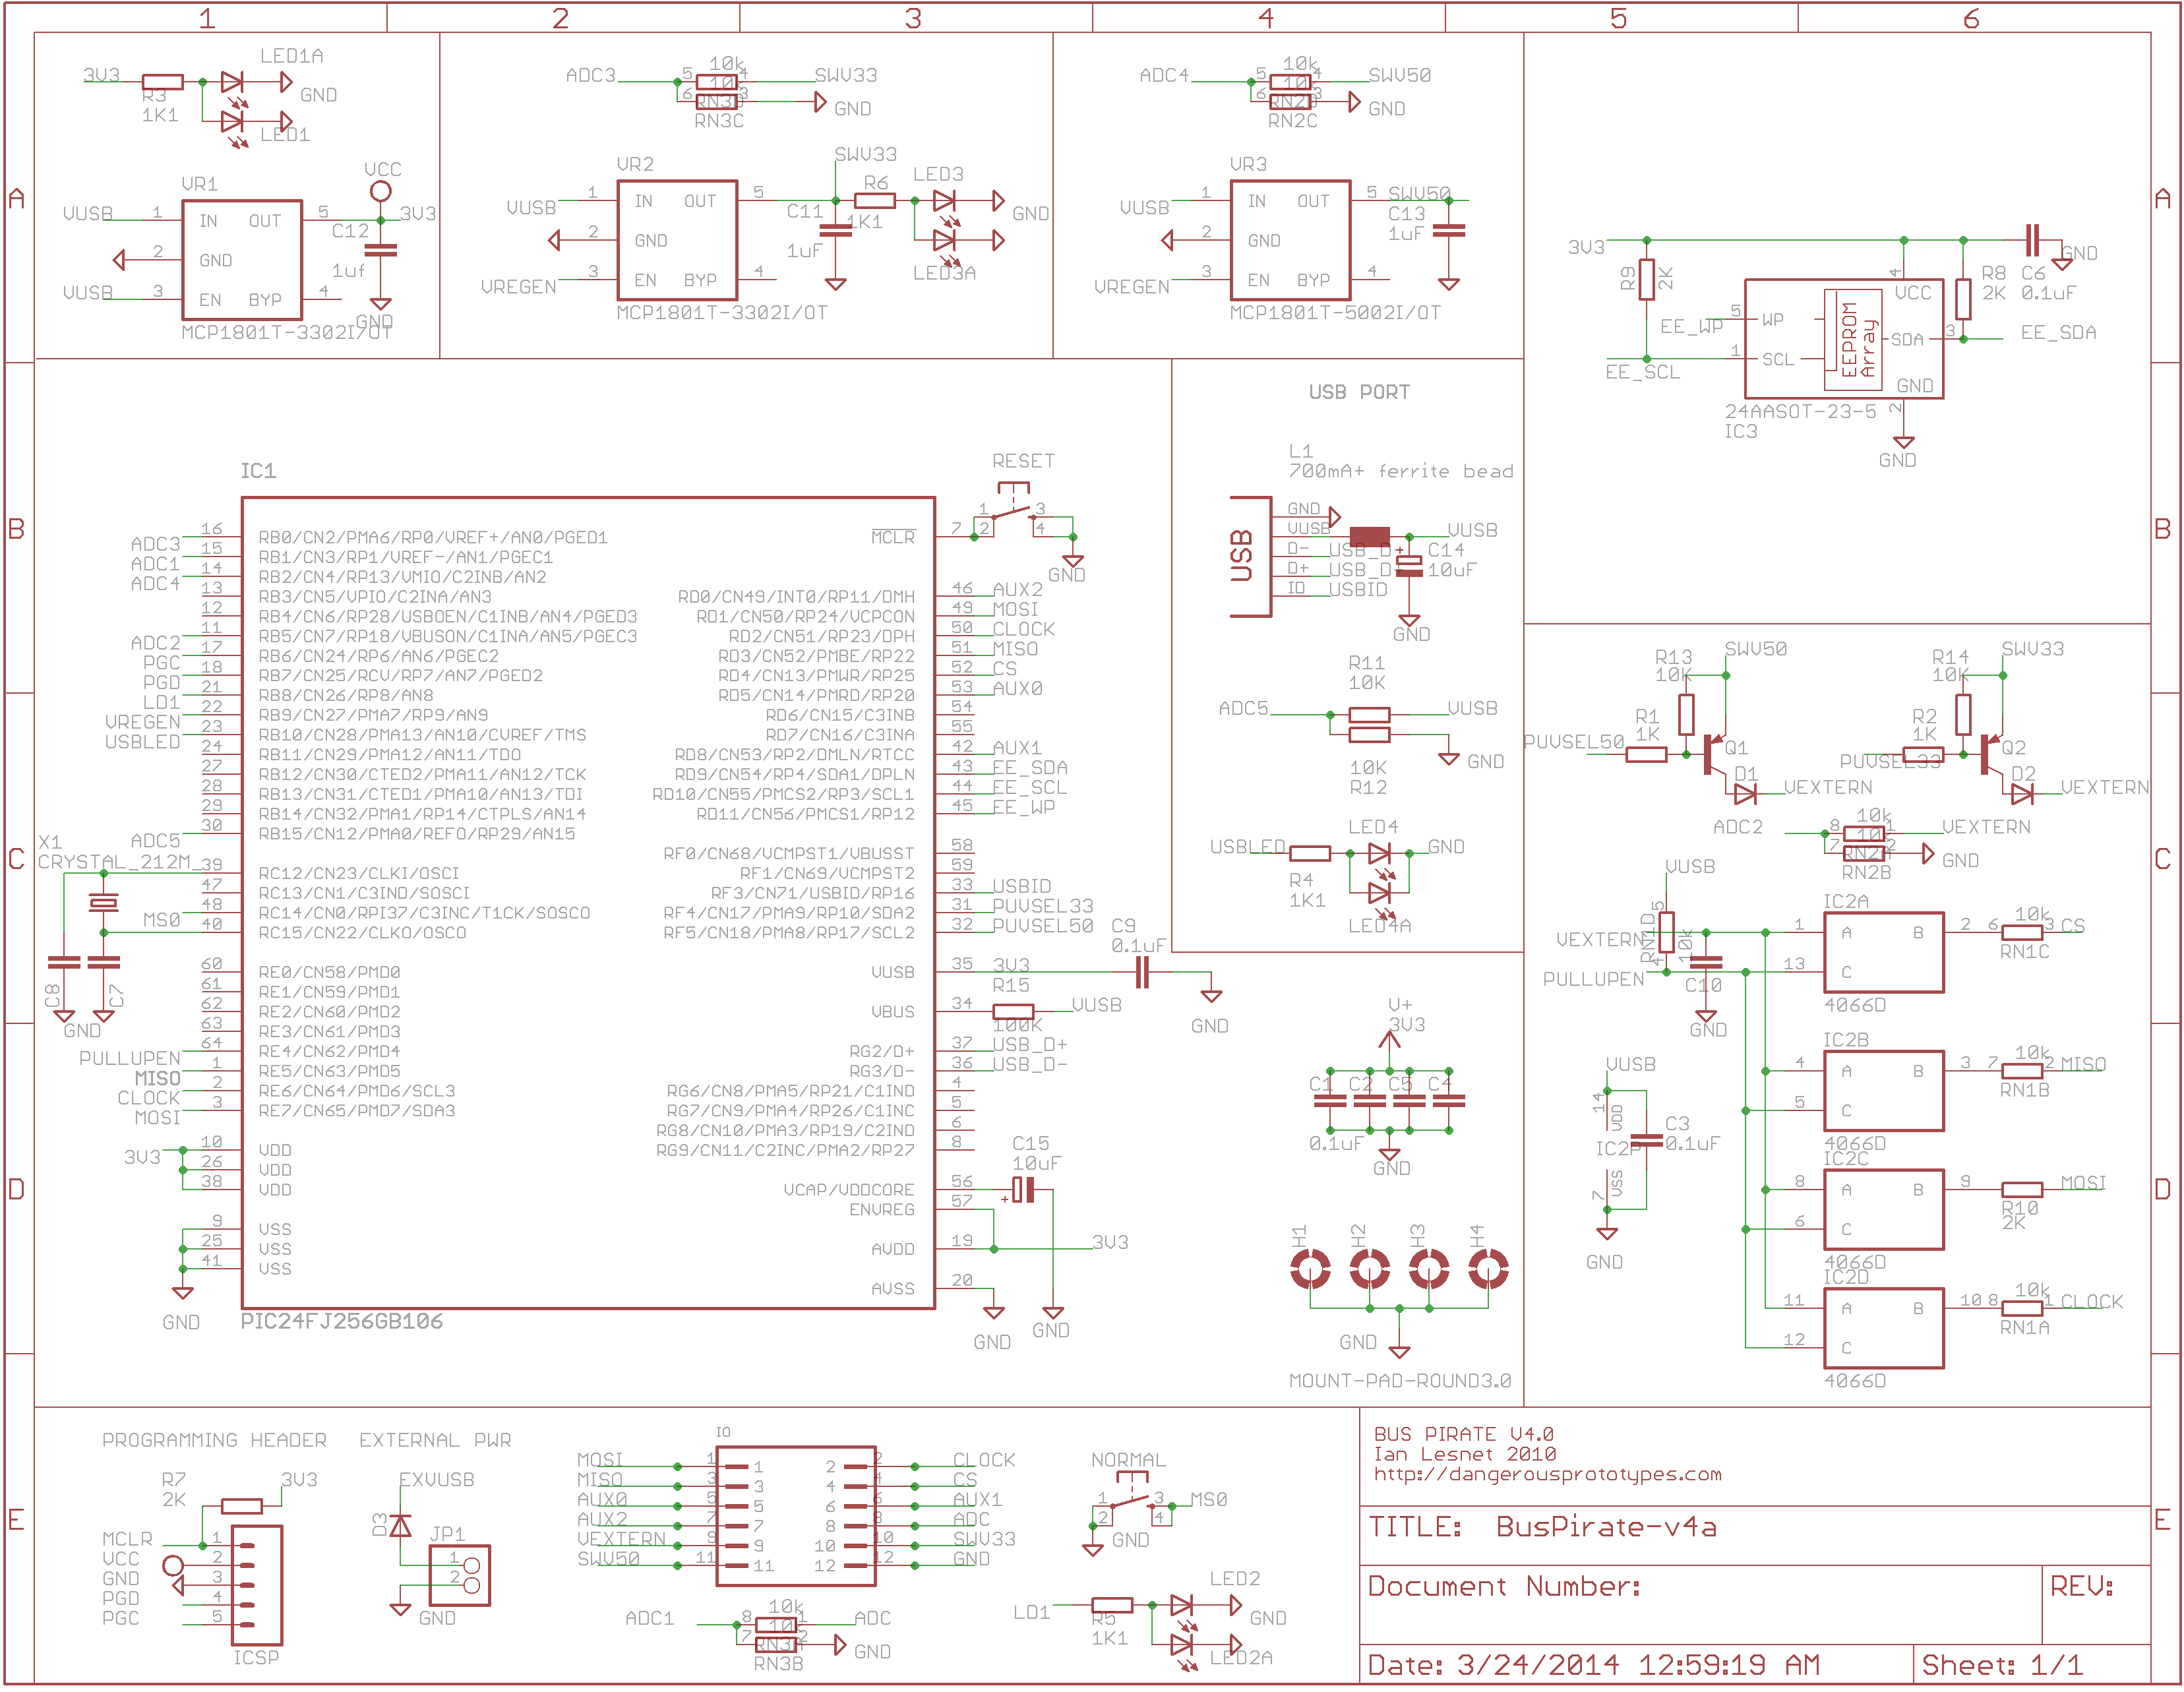 1 2 3 4 5 6
A
B
C
D
E
A
B
C
D
E
3V3
R3
1K1
LED1A
GND
LED1
VR1
VCC
VUSB 1 IN OUT 5 3V3
C12
1uf
2 GND
VUSB 3 EN BYP 4
GND
MCP1801T-3302I/OT
ADC3 5 10k 4 SWV33
6 10k 3 GND
RN3C
VR2
SWV33
LED3
VUSB 1 IN OUT 5 C11 R6
1K1
1uF
GND
2 GND
VREGEN 3 EN BYP 4
LED3A
MCP1801T-3302I/OT
ADC4 5 10k 4 SWV50
6 10k 3 GND
RN2C
VR3
VUSB 1 IN OUT 5 SWV50
C13
1uF
2 GND
VREGEN 3 EN BYP 4
MCP1801T-5002I/OT
3V3
R9
2K
R8
2K
C6
0.1uF
GND
EE_WP 5 WP
EE_SCL 1 SCL
EEPROM
Array
4 VCC
SDA 3 EE_SDA
GND 2
24AASOT-23-5
IC3
GND
IC1
ADC3 16 RB0/CN2/PMA6/RP0/VREF+/AN0/PGED1
ADC1 15 RB1/CN3/RP1/VREF-/AN1/PGEC1
ADC4 14 RB2/CN4/RP13/VMIO/C2INB/AN2
13 RB3/CN5/VPIO/C2INA/AN3
12 RB4/CN6/RP28/USBOEN/C1INB/AN4/PGED3
ADC2 11 RB5/CN7/RP18/VBUSON/C1INA/AN5/PGEC3
PGC 17 RB6/CN24/RP6/AN6/PGEC2
PGD 18 RB7/CN25/RCV/RP7/AN7/PGED2
LD1 21 RB8/CN26/RP8/AN8
VREGEN 22 RB9/CN27/PMA7/RP9/AN9
USBLED 23 RB10/CN28/PMA13/AN10/CVREF/TMS
24 RB11/CN29/PMA12/AN11/TDO
27 RB12/CN30/CTED2/PMA11/AN12/TCK
28 RB13/CN31/CTED1/PMA10/AN13/TDI
29 RB14/CN32/PMA1/RP14/CTPLS/AN14
ADC5 30 RB15/CN12/PMA0/REFO/RP29/AN15
X1
CRYSTAL_212M_
39 RC12/CN23/CLKI/OSCI
47 RC13/CN1/C3IND/SOSCI
MS0 48 RC14/CN0/RPI37/C3INC/T1CK/SOSCO
40 RC15/CN22/CLKO/OSCO
C8
C7
GND
60 RE0/CN58/PMD0
61 RE1/CN59/PMD1
62 RE2/CN60/PMD2
63 RE3/CN61/PMD3
PULLUPEN 64 RE4/CN62/PMD4
MISO 1 RE5/CN63/PMD5
CLOCK 2 RE6/CN64/PMD6/SCL3
MOSI 3 RE7/CN65/PMD7/SDA3
3V3 10 VDD
26 VDD
38 VDD
9 VSS
25 VSS
41 VSS
GND
PIC24FJ256GB106
RESET
MCLR 7 1 2 3 4
GND
RD0/CN49/INT0/RP11/DMH 46 AUX2
RD1/CN50/RP24/VCPCON 49 MOSI
RD2/CN51/RP23/DPH 50 CLOCK
RD3/CN52/PMBE/RP22 51 MISO
RD4/CN13/PMWR/RP25 52 CS
RD5/CN14/PMRD/RP20 53 AUX0
RD6/CN15/C3INB 54
RD7/CN16/C3INA 55
RD8/CN53/RP2/DMLN/RTCC 42 AUX1
RD9/CN54/RP4/SDA1/DPLN 43 EE_SDA
RD10/CN55/PMCS2/RP3/SCL1 44 EE_SCL
RD11/CN56/PMCS1/RP12 45 EE_WP
RF0/CN68/VCMPST1/VBUSST 58
RF1/CN69/VCMPST2 59
RF3/CN71/USBID/RP16 33 USBID
RF4/CN17/PMA9/RP10/SDA2 31 PUVSEL33
RF5/CN18/PMA8/RP17/SCL2 32 PUVSEL50
VUSB 35 3V3
C9
0.1uF
GND
VBUS 34 R15 VUSB
100K
RG2/D+ 37 USB_D+
RG3/D- 36 USB_D-
RG6/CN8/PMA5/RP21/C1IND 4
RG7/CN9/PMA4/RP26/C1INC 5
RG8/CN10/PMA3/RP19/C2IND 6
RG9/CN11/C2INC/PMA2/RP27 8
C15
10uF
VCAP/VDDCORE 56 +
ENVREG 57
AVDD 19 3V3
AVSS 20
GND
GND
USB PORT
L1
700mA+ ferrite bead
USB
GND
VUSB VUSB
D- USB_D
D+ USB_D
ID USBID
+
C14
10uF
GND
R11
10K
ADC5 VUSB
GND
10K
R12
LED4
USBLED GND
R4
1K1
LED4A
V+
3V3
C1 C2 C5 C4
0.1uF
GND
H1 H2 H3 H4
GND
MOUNT-PAD-ROUND3.0
R13
10K
SWV50
R1
1K
PUVSEL50
Q1
D1
VEXTERN
R14
10K
SWV33
R2
1K
PUVSEL33
Q2
D2
VEXTERN
ADC2 8 10k 1 VEXTERN
7 10k 2 GND
RN2B
VUSB
RN1D
5
10k
4
VEXTERN
PULLUPEN
C10
GND
IC2A
1 A B 2 6 10k 3 CS
13 C RN1C
4066D
IC2B
4 A B 3 7 10k 2 MISO
5 C RN1B
4066D
IC2C
8 A B 9 MOSI
R10
2K
6 C
4066D
IC2D
11 A B 10 8 10k 1 CLOCK
12 C RN1A
4066D
VUSB
14 VDD
IC2P
C3
0.1uF
7 VSS
GND
PROGRAMMING HEADER
R7
2K
3V3
MCLR 1
VCC 2
GND 3
PGD 4
PGC 5
ICSP
EXTERNAL PWR
EXVUSB
D3
JP1
1
2
GND
IO
MOSI 1 1 2 2 CLOCK
MISO 3 3 4 4 CS
AUX0 5 5 6 6 AUX1
AUX2 7 7 8 8 ADC
VEXTERN 9 9 10 10 SWV33
SWV50 11 11 12 12 GND
ADC1 8 10k 1 ADC
7 10k 2 GND
RN3B
NORMAL
1 2 3 4 MS0
GND
LD1
R5
1K1
LED2
GND
LED2A
BUS PIRATE V4.0
Ian Lesnet 2010
http://dangerousprototypes.com
TITLE: BusPirate-v4a
Document Number:
REV:
Date: 3/24/2014 12:59:19 AM
Sheet: 1/1